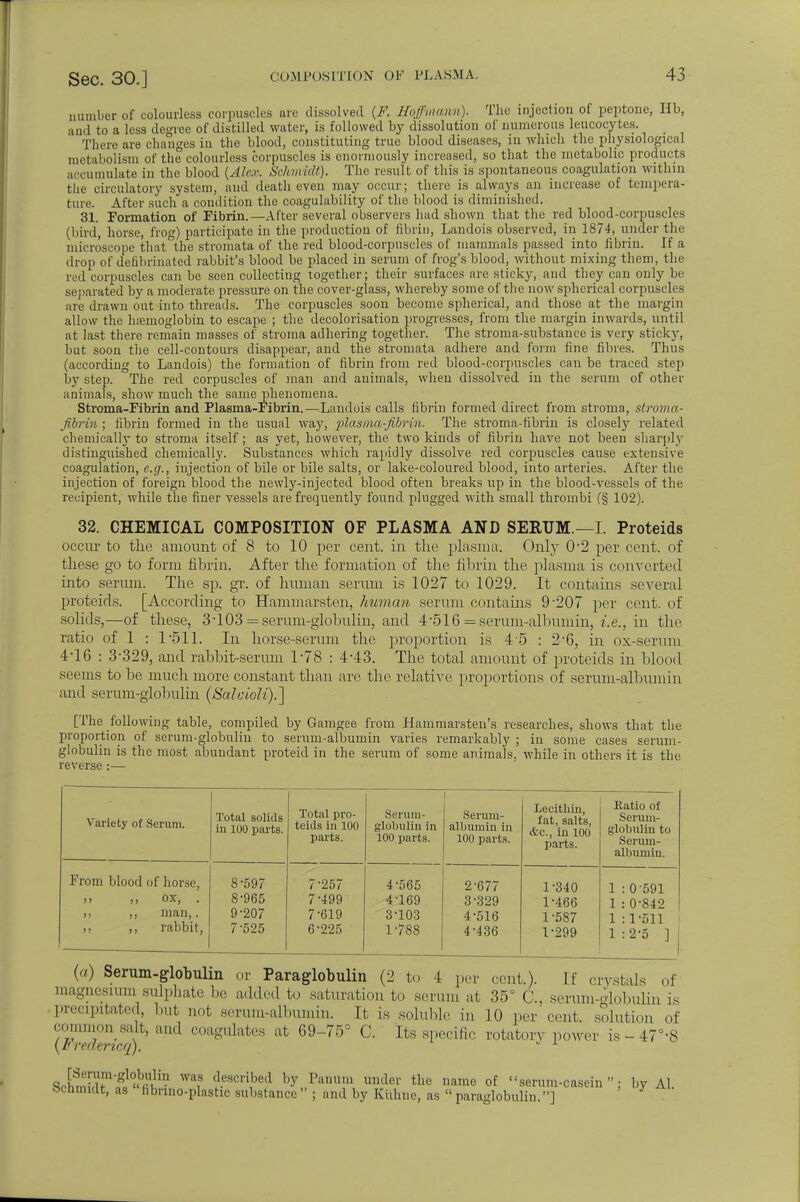 Sec. 30.] COMPOSITION OF PLASMA. 43
number of colourless corpuscles are dissolved (F. Hoffmann). The injection of peptone, Hb,
and to a less degree of distilled water, is followed by dissolution of numerous leucocytes.
There are changes in the blood, constituting true blood diseases, in which the physiological
metabolism of the colourless corpuscles is enormously increased, so that the metabolic products
accumulate in the blood (Alex. Schmidt). The result of this is spontaneous coagulation within
the circulatory system, and death even may occur; there is always an increase of tempera-
ture. After such a condition the coagulability of the blood is diminished.
31. Formation of Fibrin.—After several observers had shown that the red blood-corpuscles
(bird, horse, frog) participate in the production of fibrin, Landois observed, in 1874, under the
microscope that the stromata of the red blood-corpuscles of mammals passed into fibrin. If a
drop of defibrinated rabbit's blood be placed in serum of frog's blood, without mixing them, the
red corpuscles can be seen collecting together; their surfaces are sticky, and they can only be
separated by a moderate pressure on the cover-glass, whereby some of the now spherical corpuscles
are drawn out into threads. The corpuscles soon become spherical, and those at the margin
allow the hæmoglobin to escape ; the decolorisation progresses, from the margin inwards, until
at last there remain masses of stroma adhering together. The stroma-substance is very sticky,
but soon the cell-contours disappear, and the stromata adhere and form fine fibres. Thus
(according to Landois) the formation of fibrin from red blood-corpuscles can be traced step
by step. The red corpuscles of man and animals, when dissolved in the serum of other
animals, show much the same phenomena.
Stroma-Fibrin and Plasma-Fibrin.—Landois calls fibrin formed direct from stroma, stroma-
fibrin ; fibrin formed in the usual way, plasma-fibrin. The stroma-fibrin is closely related
chemically to stroma itself ; as yet, however, the two kinds of fibrin have not been sharply
distinguished chemically. Substances which rapidly dissolve red corpuscles cause extensive
coagulation, e.g., injection of bile or bile salts, or lake-coloured blood, into arteries. After the
injection of foreign blood the newly-injected blood often breaks up in the blood-vessels of the
recipient, while the finer vessels are frequently found plugged with small thrombi (§ 102).
32. CHEMICAL COMPOSITION OF PLASMA AND SERUM.—I. Proteids
occur to the amount of 8 to 10 per cent. in the plasma. Only 0·2 per cent. of
these go to form fibrin. After the formation of the fibrin the plasma is converted
into serum. The sp. gr. of human serum is 1027 to 1029. It contains several
proteids. [According to Hammarsten, human serum contains 9·207 per cent. of
solids,—of these, 3·103 = serum-globulin, and 4·516 = serum-albumin, i.e., in the
ratio of 1 : 1·511. In horse-serum the proportion is 4·5 : 2·6, in ox-serum
4·16 : 3·329, and rabbit-serum 1·78 : 4·43. The total amount of proteids in blood
seems to be much more constant than are the relative proportions of serum-albumin
and serum-globulin (Salvioli).]
[The following table, compiled by Gamgee from Hammarsten's researches, shows that the
proportion of serum-globulin to serum-albumin varies remarkably ; in some cases serum-
globulin is the most abundant proteid in the serum of some animals, while in others it is the
reverse :—
Variety of Serum. | Total solids in 100 parts. | Total pro-teids in 100 parts. | Serum-globulin in 100 parts. | Serum-albumin in 100 parts. | Lecithin, fat, salts, &c., in 100 parts. | Ratio of Serum-globulin to Serum-albumin.
From blood of horse, 8·597 7·257 4·565 2·677 1·340 1 : 0·591
,, ,, ox, . 8·965 7·499 4·169 3·329 1·466 1 : 0·842
,, ,, man, . 9·207 7·619 3·103 4·516 1·587 1 : 1·511
,, ,, rabbit, 7·525 6·225 1·788 4·436 1·299 1 : 2·5 ]
(a) Serum-globulin or Paraglobulin (2 to 4 per cent.). If crystals of
magnesium sulphate be added to saturation to serum at 35° C., serum-globulin is
precipitated, but not serum-albumin. It is soluble in 10 per cent. solution of
common salt, and coagulates at 69–75° C. Its specific rotatory power is – 47°·8
(Fredericq).
[Serum-globulin was described by Panum under the name of "serum-casein" ; by Al.
Schmidt, as "fibrino-plastic substance" ; and by Kühne, as "paraglobulin."]